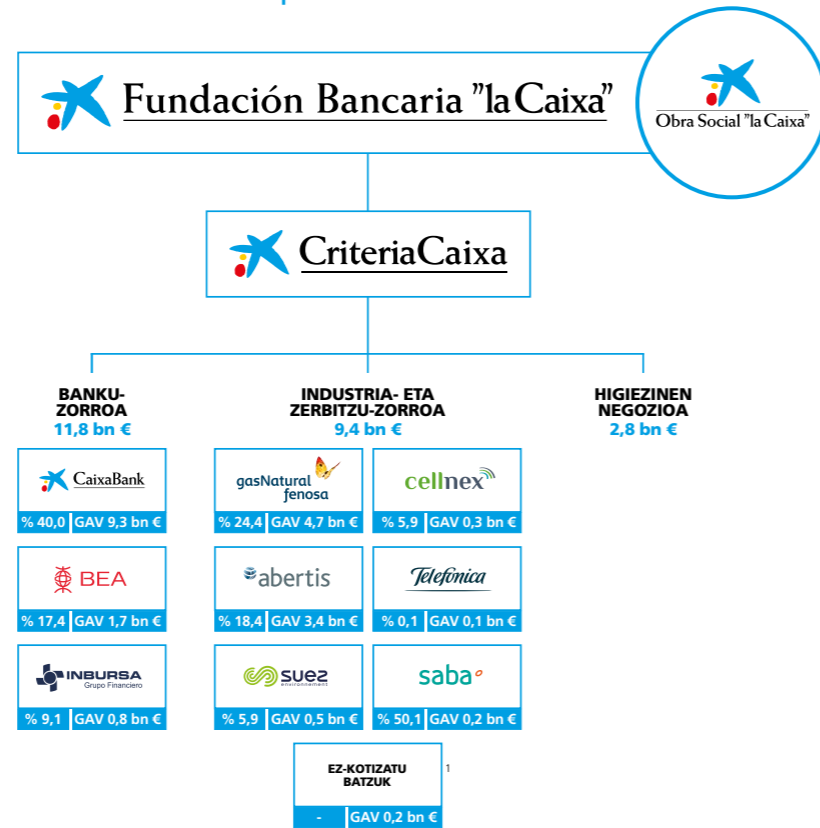 Fundación Bancaria "la Caixa"
Obra Social "la Caixa"
CriteriaCaixa
BANKU-
ZORROA
11,8 bn €
INDUSTRIA- ETA
ZERBITZU-ZORROA
9,4 bn €
HIGIEZINEN
NEGOZIOA
2,8 bn €
CaixaBank
% 40,0 GAV 9,3 bn €
gasNatural
fenosa
% 24,4 GAV 4,7 bn €
cellnex
% 5,9 GAV 0,3 bn €
BEA
% 17,4 GAV 1,7 bn €
abertis
% 18,4 GAV 3,4 bn €
Telefónica
% 0,1 GAV 0,1 bn €
INBURSA
Grupo Financiero
% 9,1 GAV 0,8 bn €
suez
environnement
% 5,9 GAV 0,5 bn €
saba
% 50,1 GAV 0,2 bn €
EZ-KOTIZATU
BATZUK
1
- GAV 0,2 bn €